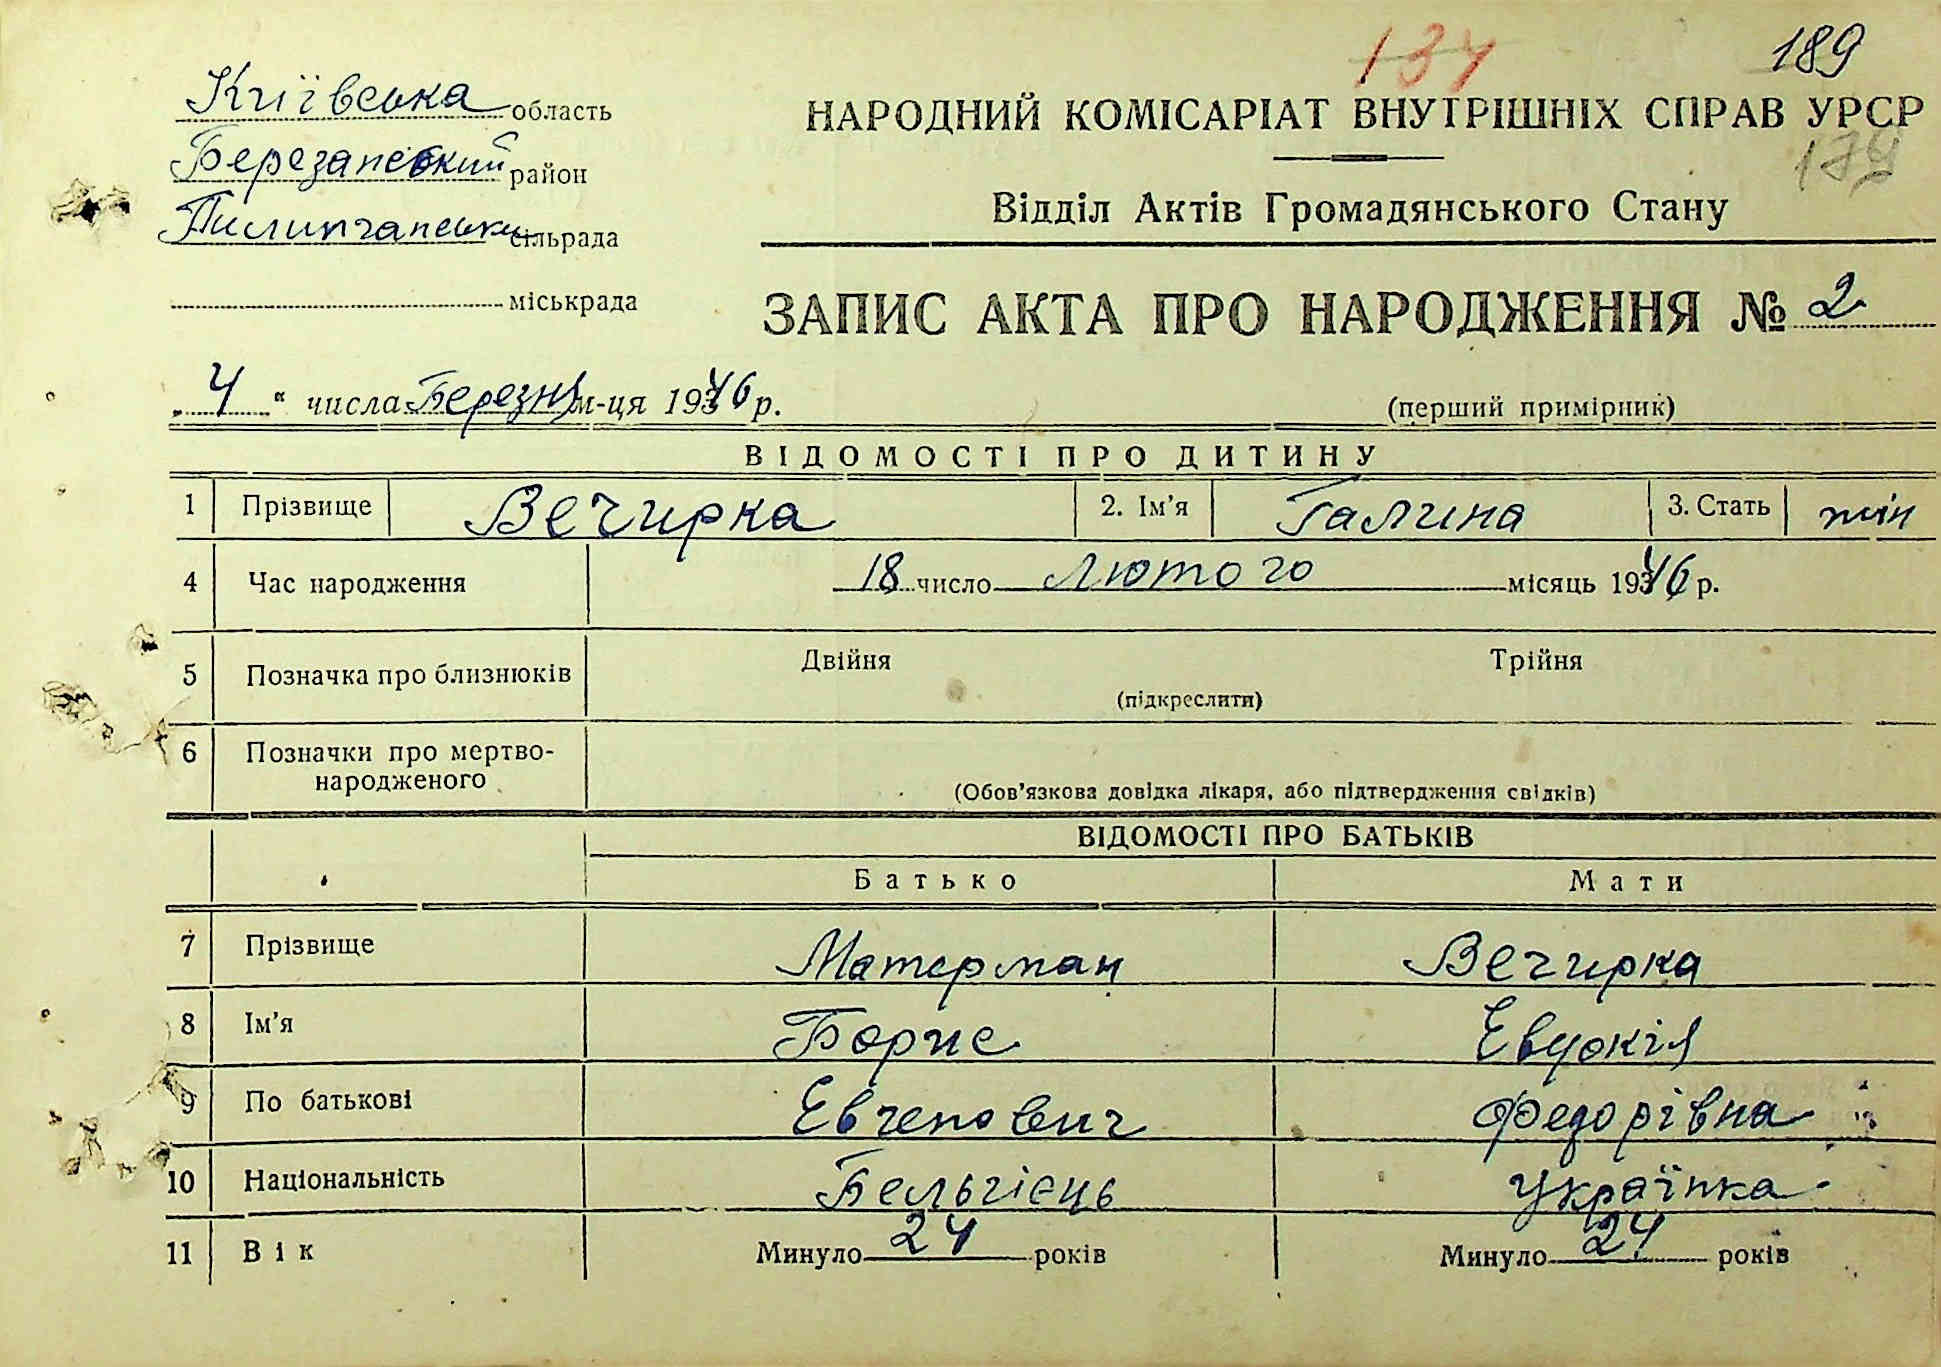 134 189
Київська область
НАРОДНИЙ КОМІСАРІАТ ВНУТРІШНІХ СПРАВ УРСР
179
Березанський район
Відділ Актів Громадянського Стану
Пилипчанська сільрада
міськрада
ЗАПИС АКТА ПРО НАРОДЖЕННЯ № 2
„4“ числа Березня м-ця 1946 р.
(перший примірник)
ВІДОМОСТІ ПРО ДИТИНУ
1 Прізвище Вечирка 2. Ім'я Галина 3. Стать жін
4 Час народження 18 число Лютого місяць 1946 р.
5 Позначка про близнюків Двійня Трійня
(підкреслити)
6 Позначки про мертво-
народженого
(Обов'язкова довідка лікаря, або підтвердження свідків)
ВІДОМОСТІ ПРО БАТЬКІВ
Батько Мати
7 Прізвище Матерман Вечирка
8 Ім'я Борис Евдокія
9 По батькові Евгенович Федорівна
10 Національність Бельгієць Українка
11 Вік Минуло 24 років Минуло 24 років